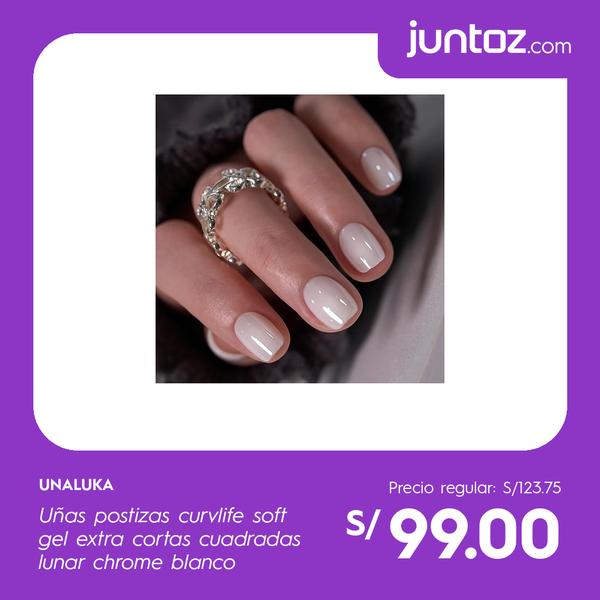 juntoz.com
UNALUKA
Uñas postizas curvlife soft
gel extra cortas cuadradas
lunar chrome blanco
Precio regular: S/123.75
S/ 99.00